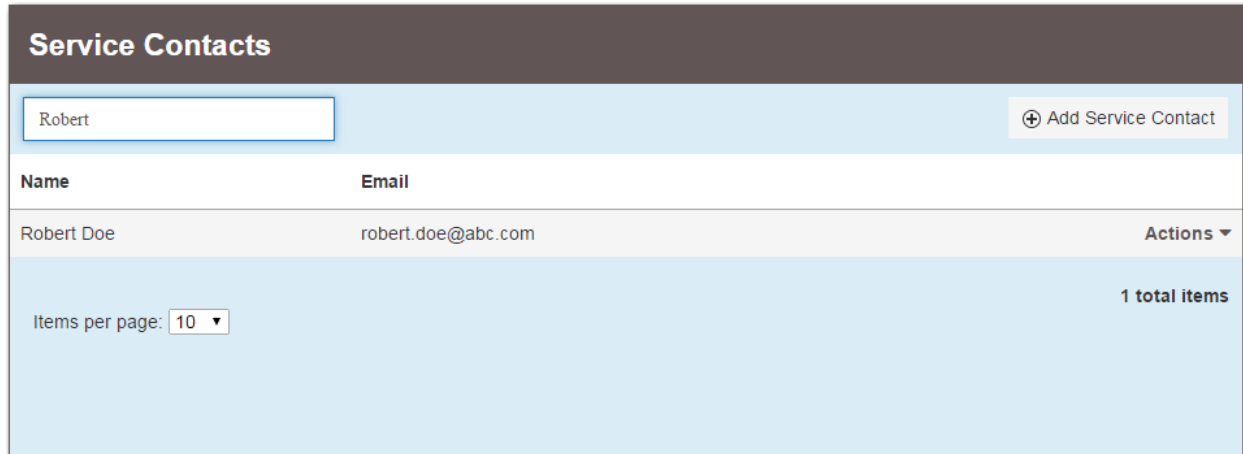 Service Contacts
Robert
Add Service Contact
Name Email
Robert Doe robert.doe@abc.com Actions
1 total items
Items per page: 10